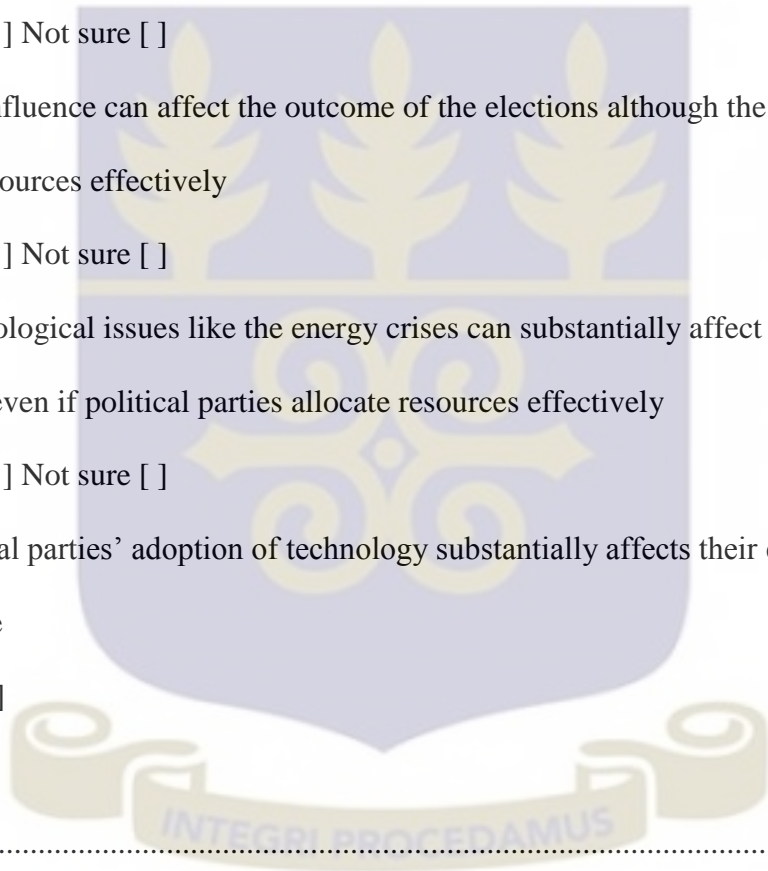 ] Not sure [ ]
nfluence can affect the outcome of the elections although the
ources effectively
] Not sure [ ]
ological issues like the energy crises can substantially affect
even if political parties allocate resources effectively
] Not sure [ ]
al parties’ adoption of technology substantially affects their
]
INTEGRI PROCEDAMUS
................................................................................